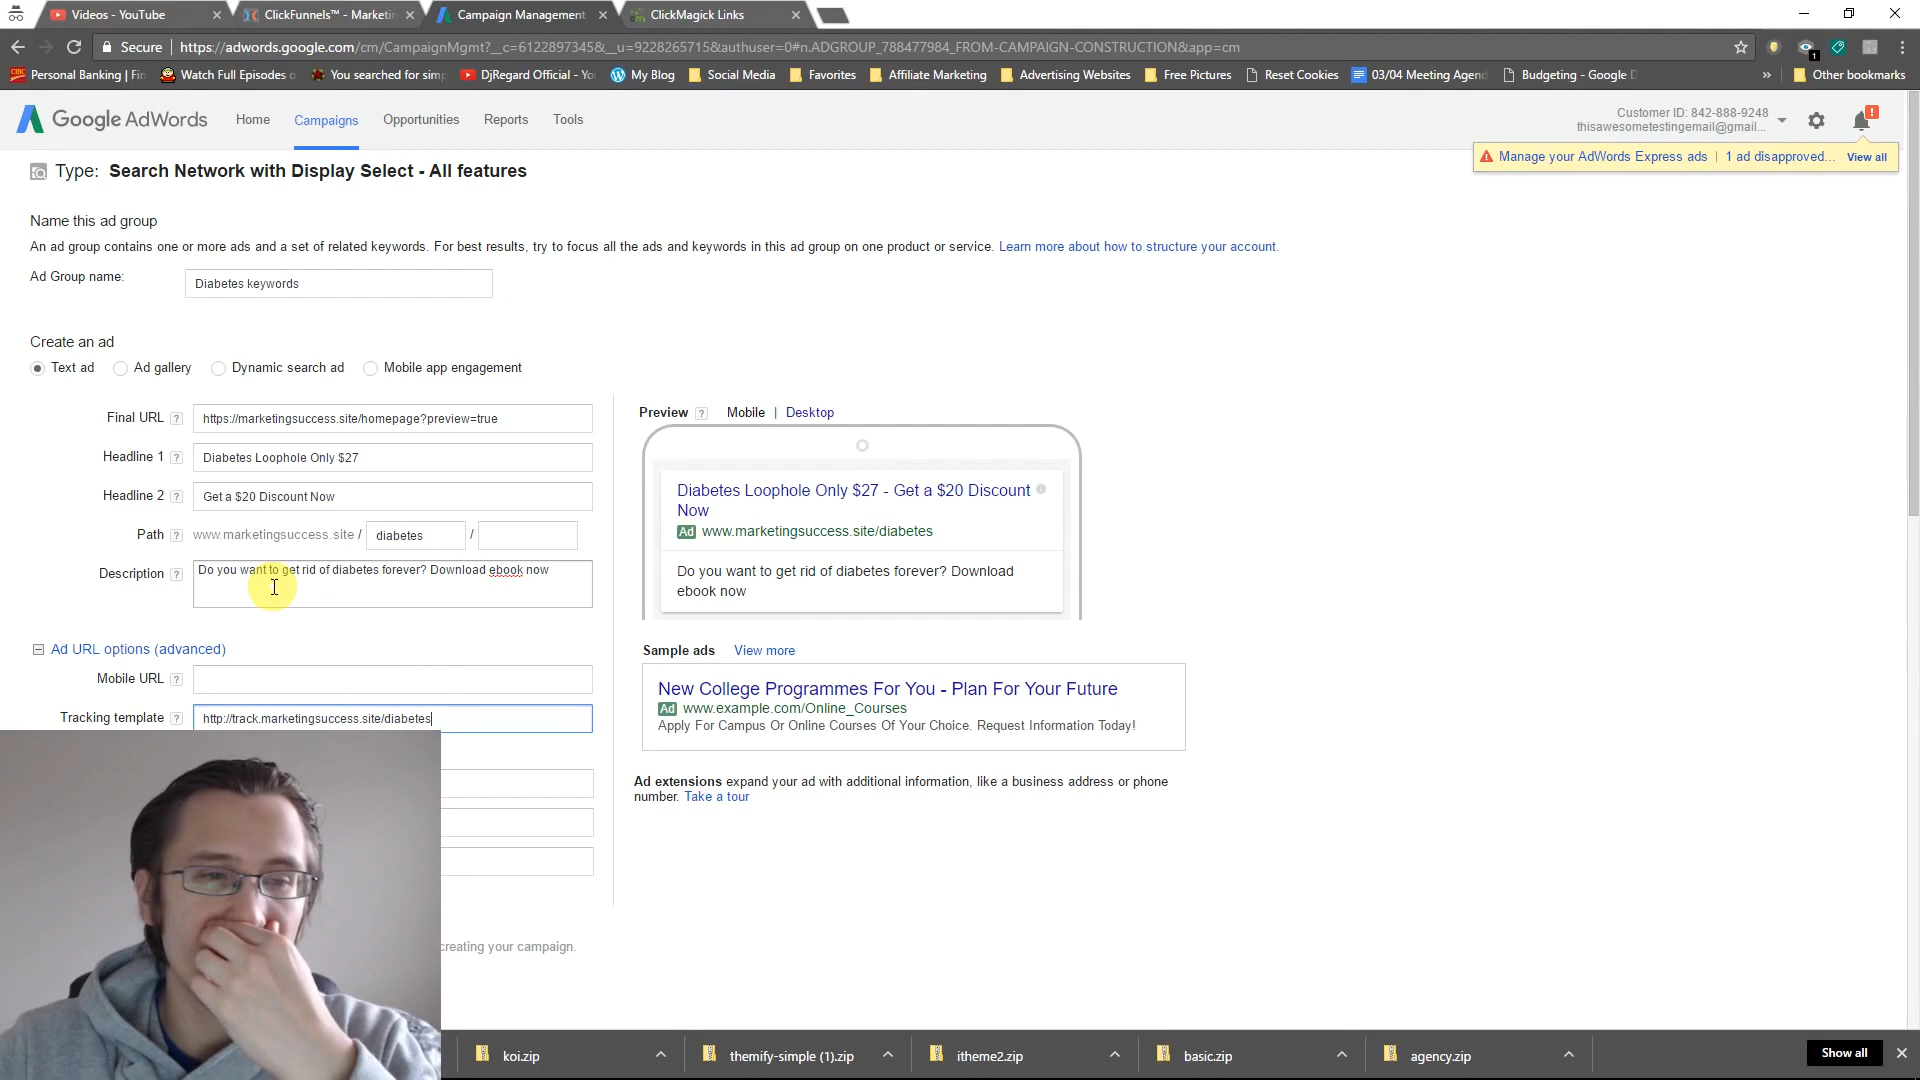 Videos - YouTube
ClickFunnels™ - Marketin
Campaign Management
ClickMagick Links
Secure
https://adwords.google.com/cm/CampaignMgmt?__c=6122897345&__u=9228265715&authuser=0#n.ADGROUP_788477984_FROM-CAMPAIGN-CONSTRUCTION&app=cm
1
CIBC
Personal Banking | Fin
Watch Full Episodes o
You searched for sim
DjRegard Official - Yo
My Blog
Social Media
Favorites
Affiliate Marketing
Advertising Websites
Free Pictures
Reset Cookies
03/04 Meeting Agend
Budgeting - Google D
»
Other bookmarks
Google AdWords
Home
Campaigns
Opportunities
Reports
Tools
Customer ID: 842-888-9248
thisawesometestingemail@gmail...
!
Manage your AdWords Express ads | 1 ad disapproved... View all
Type: Search Network with Display Select - All features
Name this ad group
An ad group contains one or more ads and a set of related keywords. For best results, try to focus all the ads and keywords in this ad group on one product or service. Learn more about how to structure your account.
Ad Group name:
Diabetes keywords
Create an ad
Text ad
Ad gallery
Dynamic search ad
Mobile app engagement
Final URL ?
https://marketingsuccess.site/homepage?preview=true
Headline 1 ?
Diabetes Loophole Only $27
Headline 2 ?
Get a $20 Discount Now
Path ?
www.marketingsuccess.site /
diabetes
/
Description ?
Do you want to get rid of diabetes forever? Download ebook now
Ad URL options (advanced)
Mobile URL ?
Tracking template ?
http://track.marketingsuccess.site/diabetes
creating your campaign.
Preview ? Mobile | Desktop
Diabetes Loophole Only $27 - Get a $20 Discount
Now
Ad www.marketingsuccess.site/diabetes
Do you want to get rid of diabetes forever? Download
ebook now
Sample ads View more
New College Programmes For You - Plan For Your Future
Ad www.example.com/Online_Courses
Apply For Campus Or Online Courses Of Your Choice. Request Information Today!
Ad extensions expand your ad with additional information, like a business address or phone
number. Take a tour
koi.zip
themify-simple (1).zip
itheme2.zip
basic.zip
agency.zip
Show all